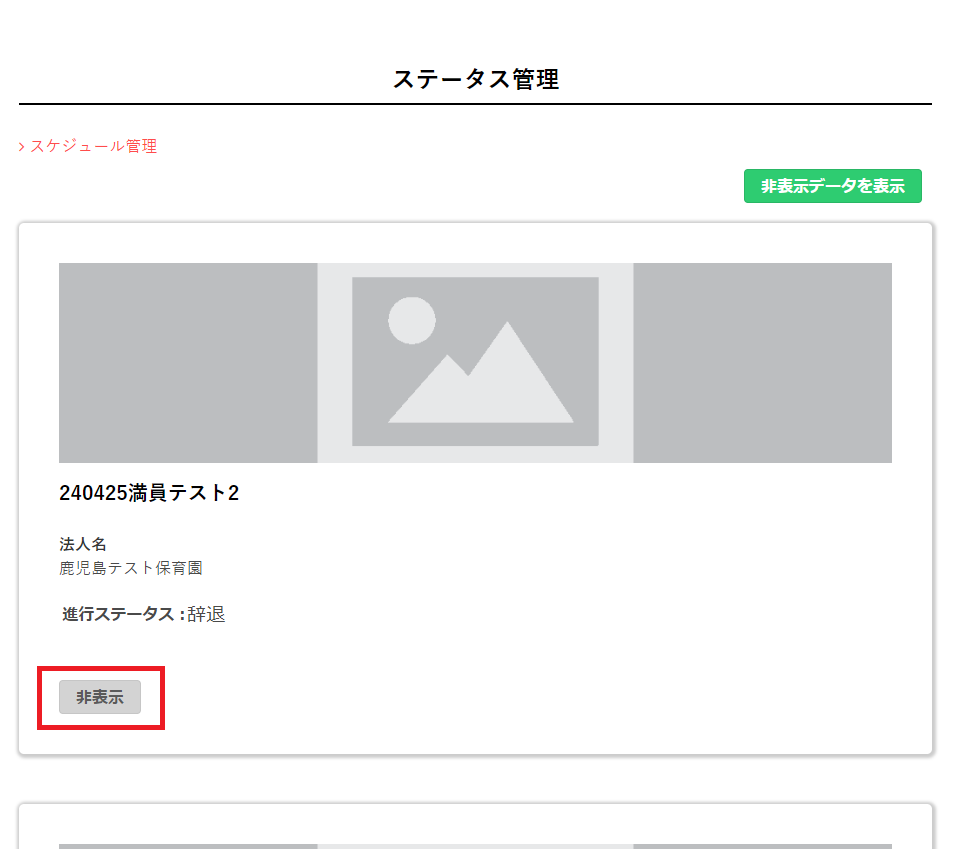 ステータス管理
> スケジュール管理
非表示データを表示
240425満員テスト2
法人名
鹿児島テスト保育園
進行ステータス : 辞退
非表示